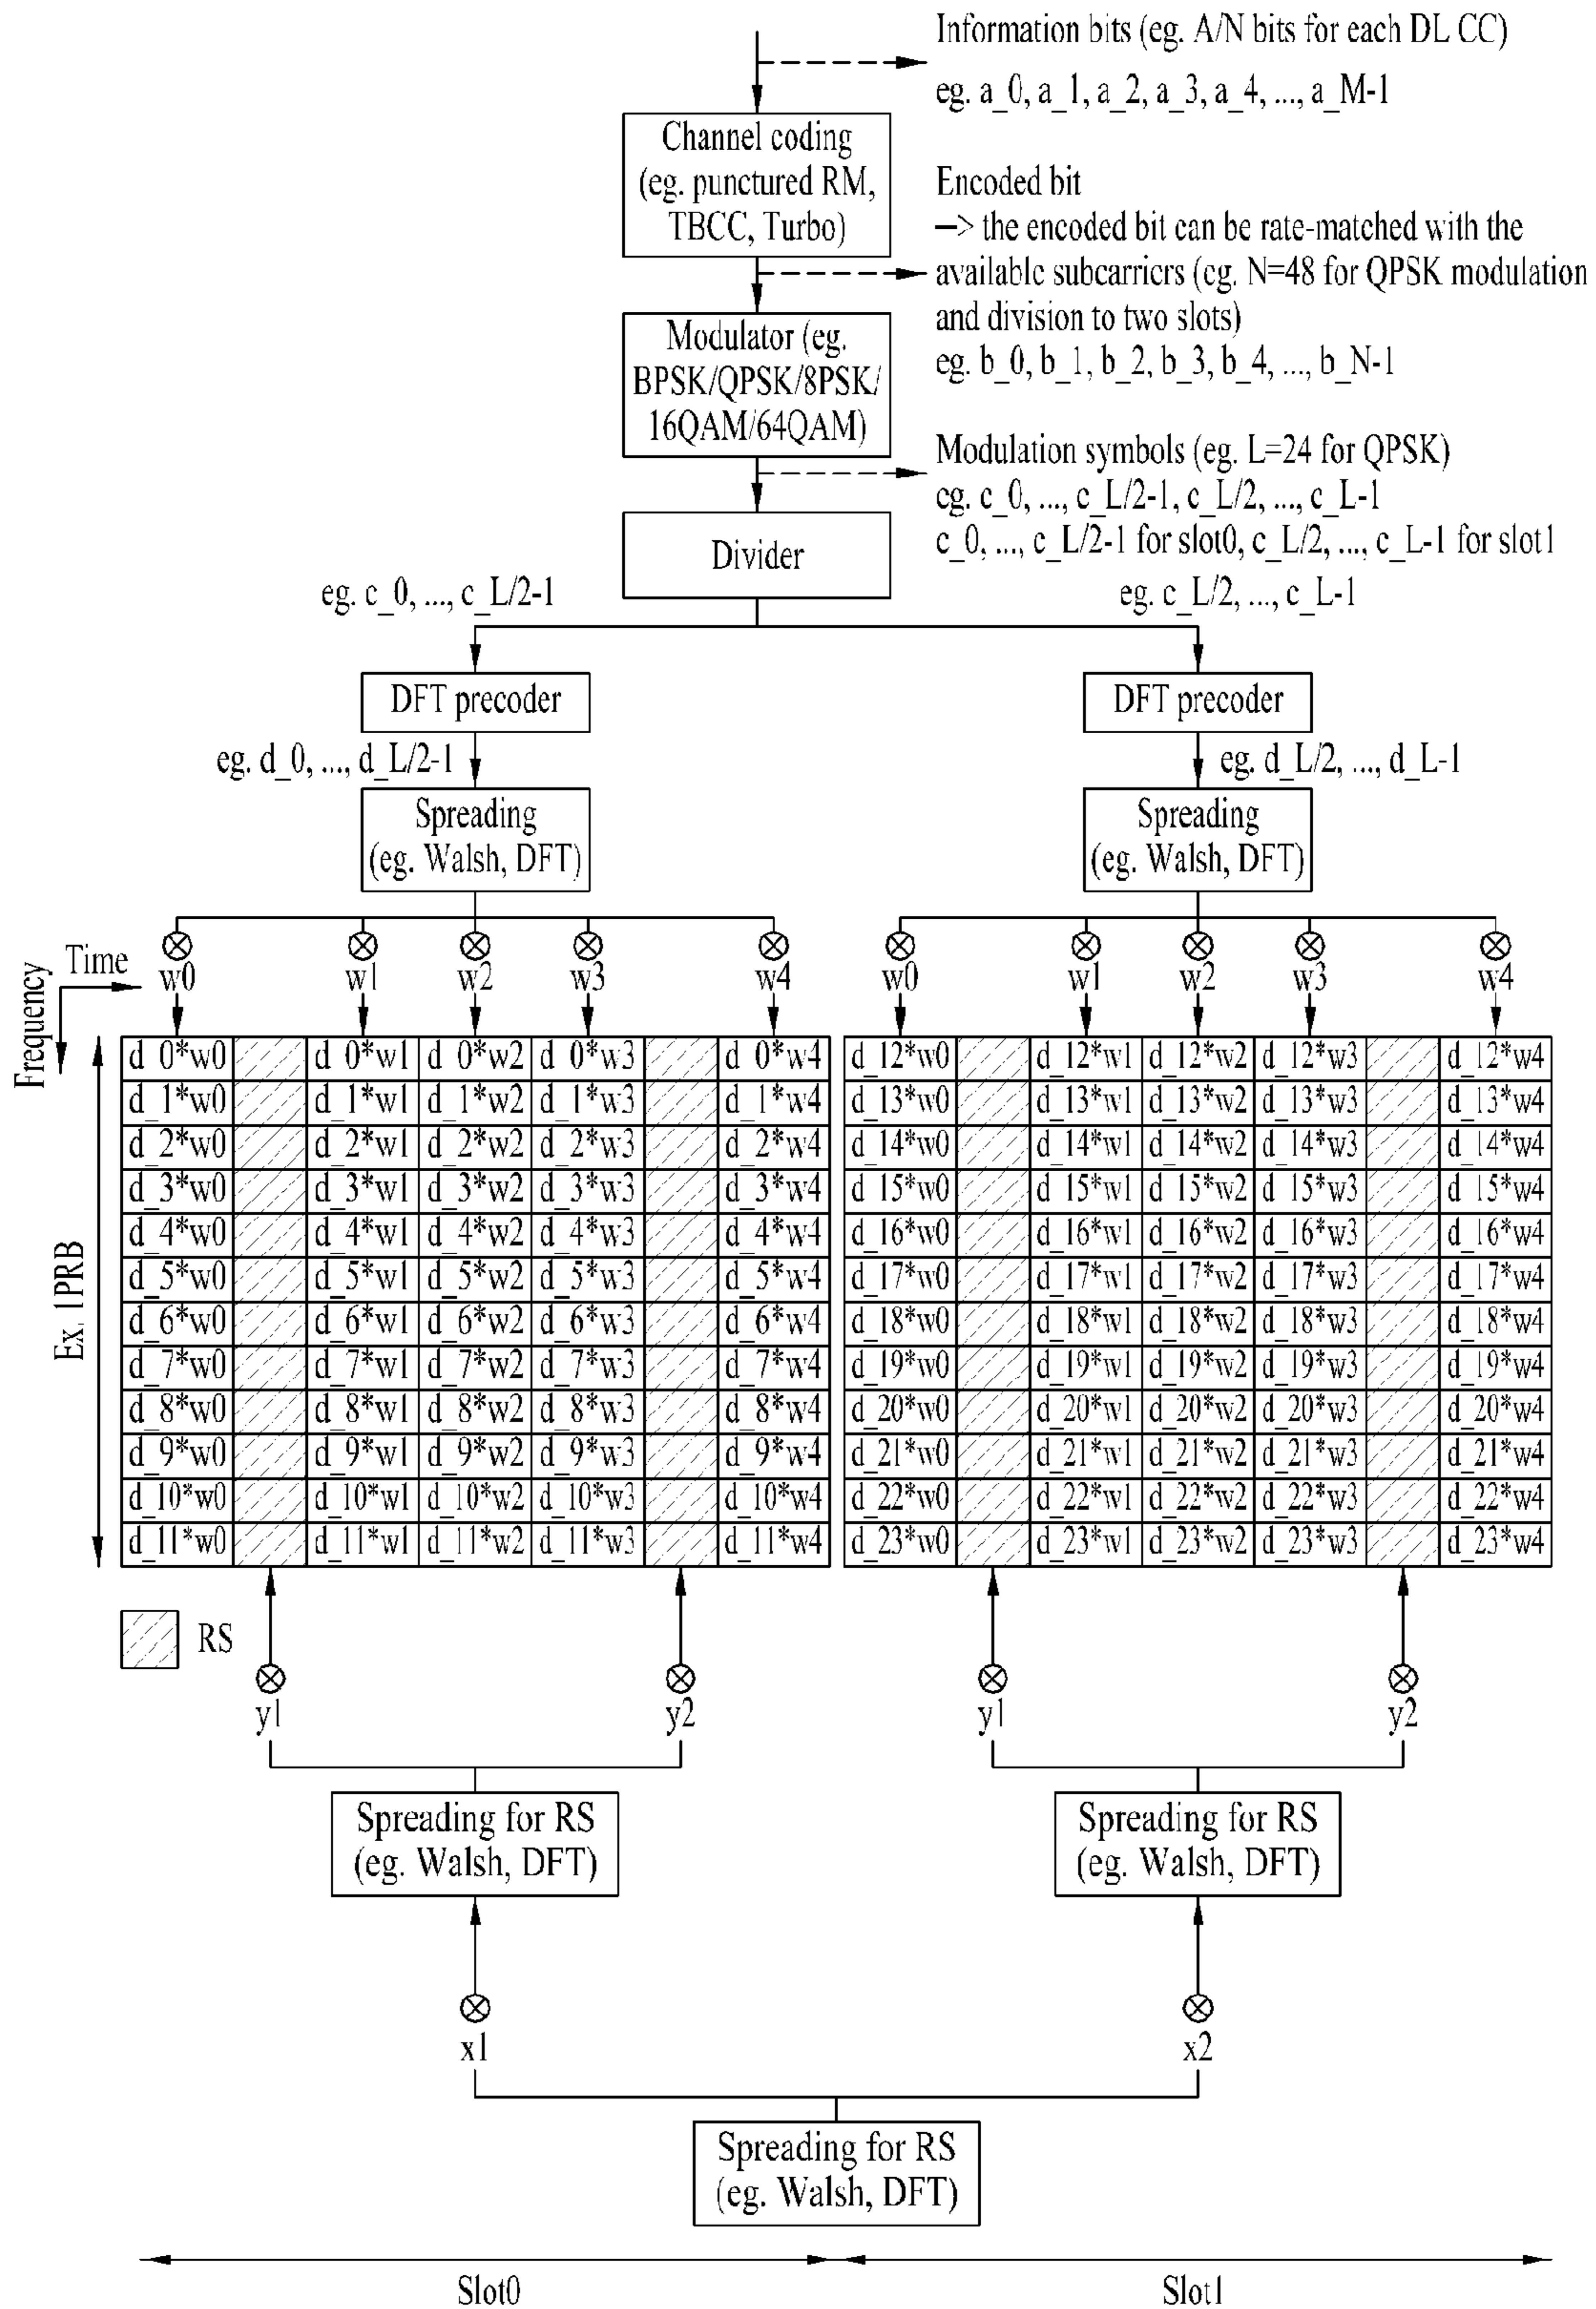 Information bits (eg. A/N bits for each DL CC)
eg. a_0, a_1, a_2, a_3, a_4, ..., a_M-1
Channel coding
(eg. punctured RM,
TBCC, Turbo)
Encoded bit
–> the encoded bit can be rate-matched with the
available subcarriers (eg. N=48 for QPSK modulation
and division to two slots)
eg. b_0, b_1, b_2, b_3, b_4, ..., b_N-1
Modulator (eg.
BPSK/QPSK/8PSK/
16QAM/64QAM)
Modulation symbols (eg. L=24 for QPSK)
eg. c_0, ..., c_L/2-1, c_L/2, ..., c_L-1
c_0, ..., c_L/2-1 for slot0, c_L/2, ..., c_L-1 for slot1
Divider
eg. c_0, ..., c_L/2-1 eg. c_L/2, ..., c_L-1
DFT precoder DFT precoder
eg. d_0, ..., d_L/2-1 eg. d_L/2, ..., d_L-1
Spreading Spreading
(eg. Walsh, DFT) (eg. Walsh, DFT)
Time
Frequency
w0 w1 w2 w3 w4 w0 w1 w2 w3 w4
d_0*w0 d_0*w1 d_0*w2 d_0*w3 d_0*w4 d_12*w0 d_12*w1 d_12*w2 d_12*w3 d_12*w4
d_1*w0 d_1*w1 d_1*w2 d_1*w3 d_1*w4 d_13*w0 d_13*w1 d_13*w2 d_13*w3 d_13*w4
d_2*w0 d_2*w1 d_2*w2 d_2*w3 d_2*w4 d_14*w0 d_14*w1 d_14*w2 d_14*w3 d_14*w4
d_3*w0 d_3*w1 d_3*w2 d_3*w3 d_3*w4 d_15*w0 d_15*w1 d_15*w2 d_15*w3 d_15*w4
d_4*w0 d_4*w1 d_4*w2 d_4*w3 d_4*w4 d_16*w0 d_16*w1 d_16*w2 d_16*w3 d_16*w4
d_5*w0 d_5*w1 d_5*w2 d_5*w3 d_5*w4 d_17*w0 d_17*w1 d_17*w2 d_17*w3 d_17*w4
d_6*w0 d_6*w1 d_6*w2 d_6*w3 d_6*w4 d_18*w0 d_18*w1 d_18*w2 d_18*w3 d_18*w4
d_7*w0 d_7*w1 d_7*w2 d_7*w3 d_7*w4 d_19*w0 d_19*w1 d_19*w2 d_19*w3 d_19*w4
d_8*w0 d_8*w1 d_8*w2 d_8*w3 d_8*w4 d_20*w0 d_20*w1 d_20*w2 d_20*w3 d_20*w4
d_9*w0 d_9*w1 d_9*w2 d_9*w3 d_9*w4 d_21*w0 d_21*w1 d_21*w2 d_21*w3 d_21*w4
d_10*w0 d_10*w1 d_10*w2 d_10*w3 d_10*w4 d_22*w0 d_22*w1 d_22*w2 d_22*w3 d_22*w4
d_11*w0 d_11*w1 d_11*w2 d_11*w3 d_11*w4 d_23*w0 d_23*w1 d_23*w2 d_23*w3 d_23*w4
Ex. 1PRB
RS
y1 y2 y1 y2
Spreading for RS Spreading for RS
(eg. Walsh, DFT) (eg. Walsh, DFT)
x1 x2
Spreading for RS
(eg. Walsh, DFT)
Slot0 Slot1